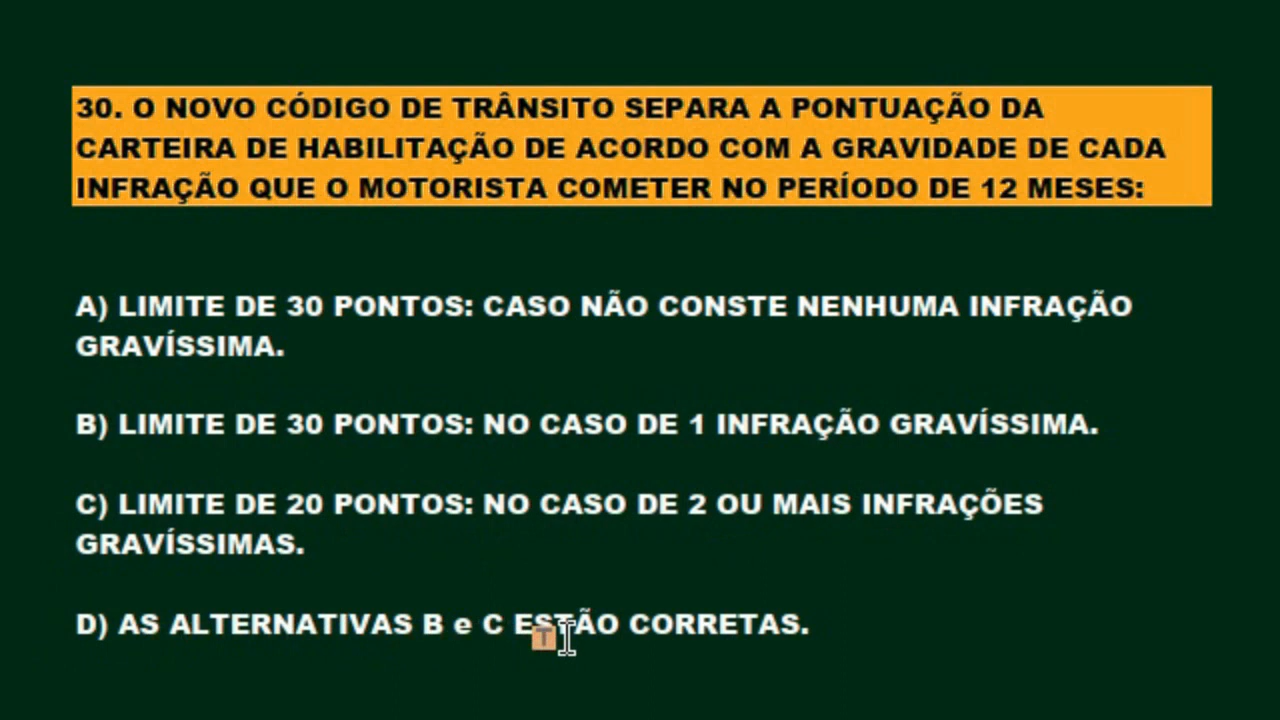 30. O NOVO CÓDIGO DE TRÂNSITO SEPARA A PONTUAÇÃO DA
CARTEIRA DE HABILITAÇÃO DE ACORDO COM A GRAVIDADE DE CADA
INFRAÇÃO QUE O MOTORISTA COMETER NO PERÍODO DE 12 MESES:
A) LIMITE DE 30 PONTOS: CASO NÃO CONSTE NENHUMA INFRAÇÃO
GRAVÍSSIMA.
B) LIMITE DE 30 PONTOS: NO CASO DE 1 INFRAÇÃO GRAVÍSSIMA.
C) LIMITE DE 20 PONTOS: NO CASO DE 2 OU MAIS INFRAÇÕES
GRAVÍSSIMAS.
D) AS ALTERNATIVAS B e C ESTÃO CORRETAS.
T